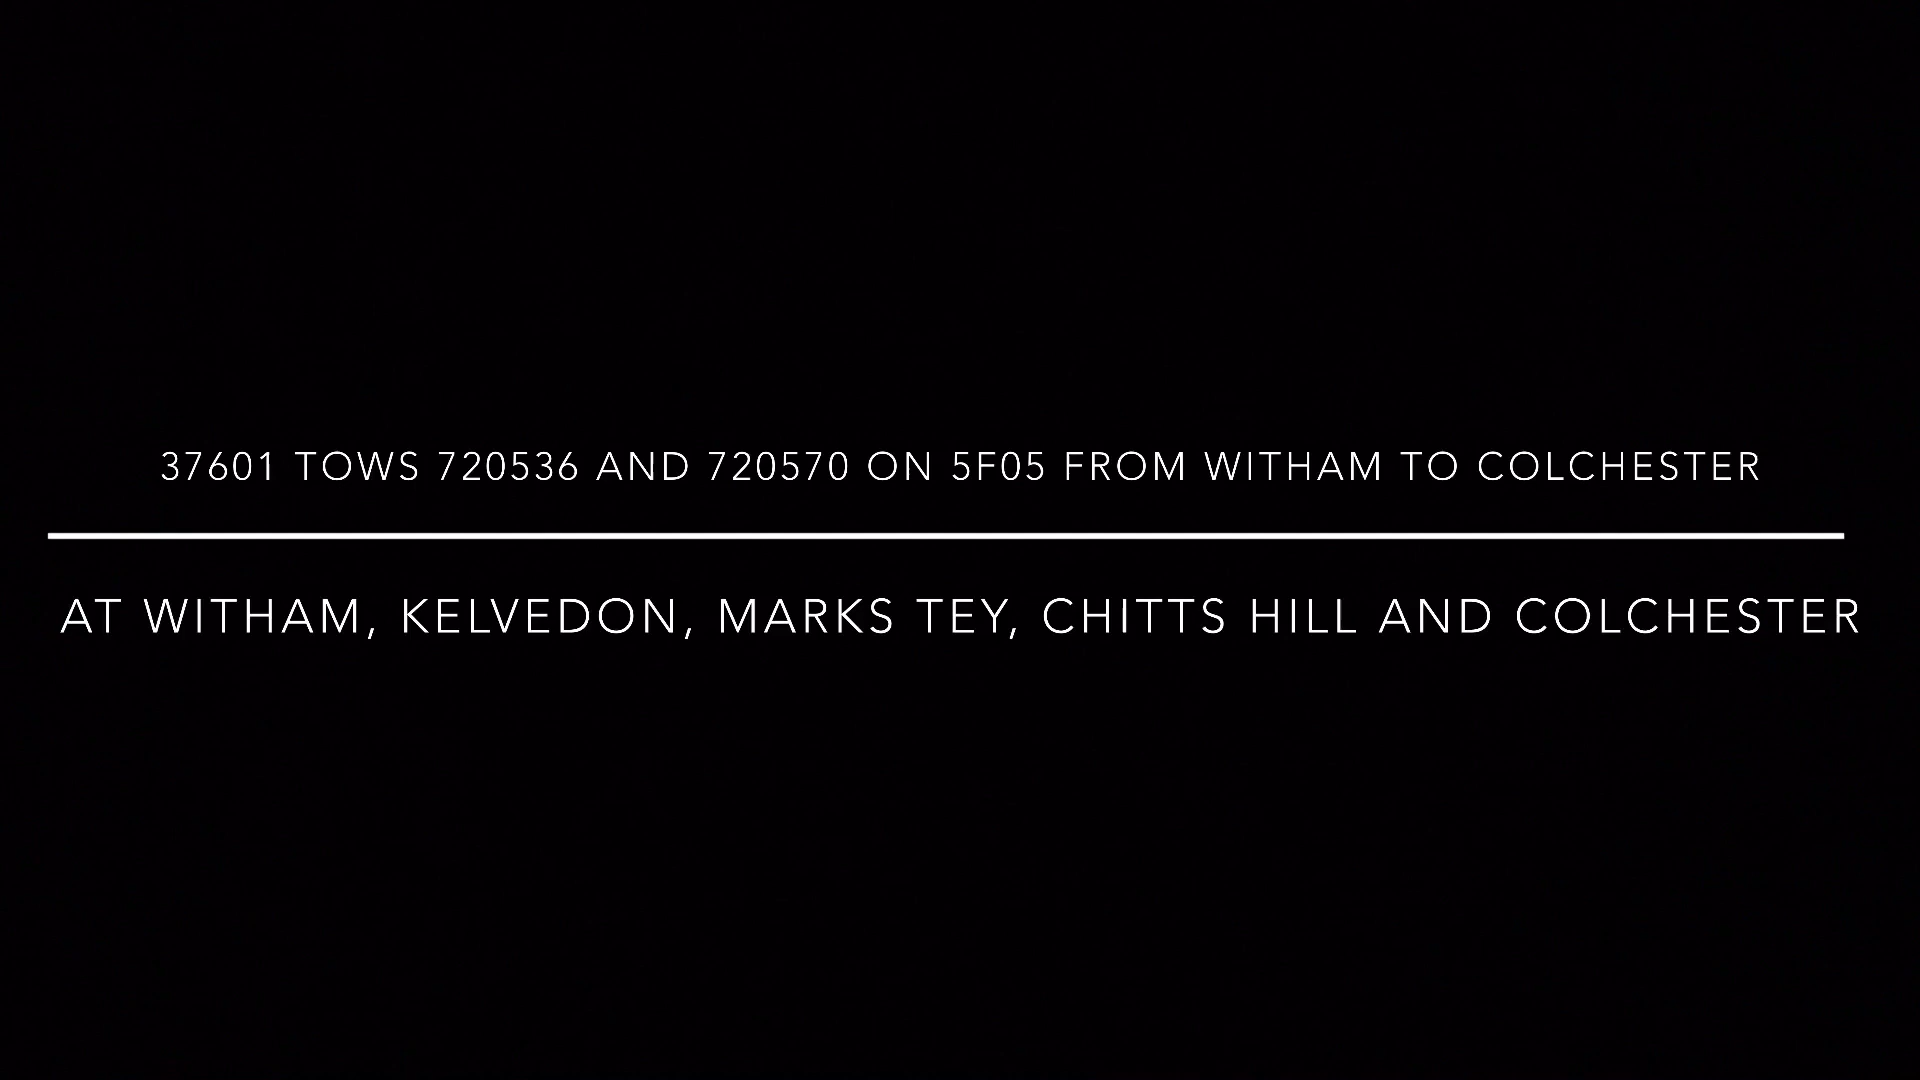 37601 TOWS 720536 AND 720570 ON 5F05 FROM WITHAM TO COLCHESTER
AT WITHAM, KELVEDON, MARKS TEY, CHITTS HILL AND COLCHESTER